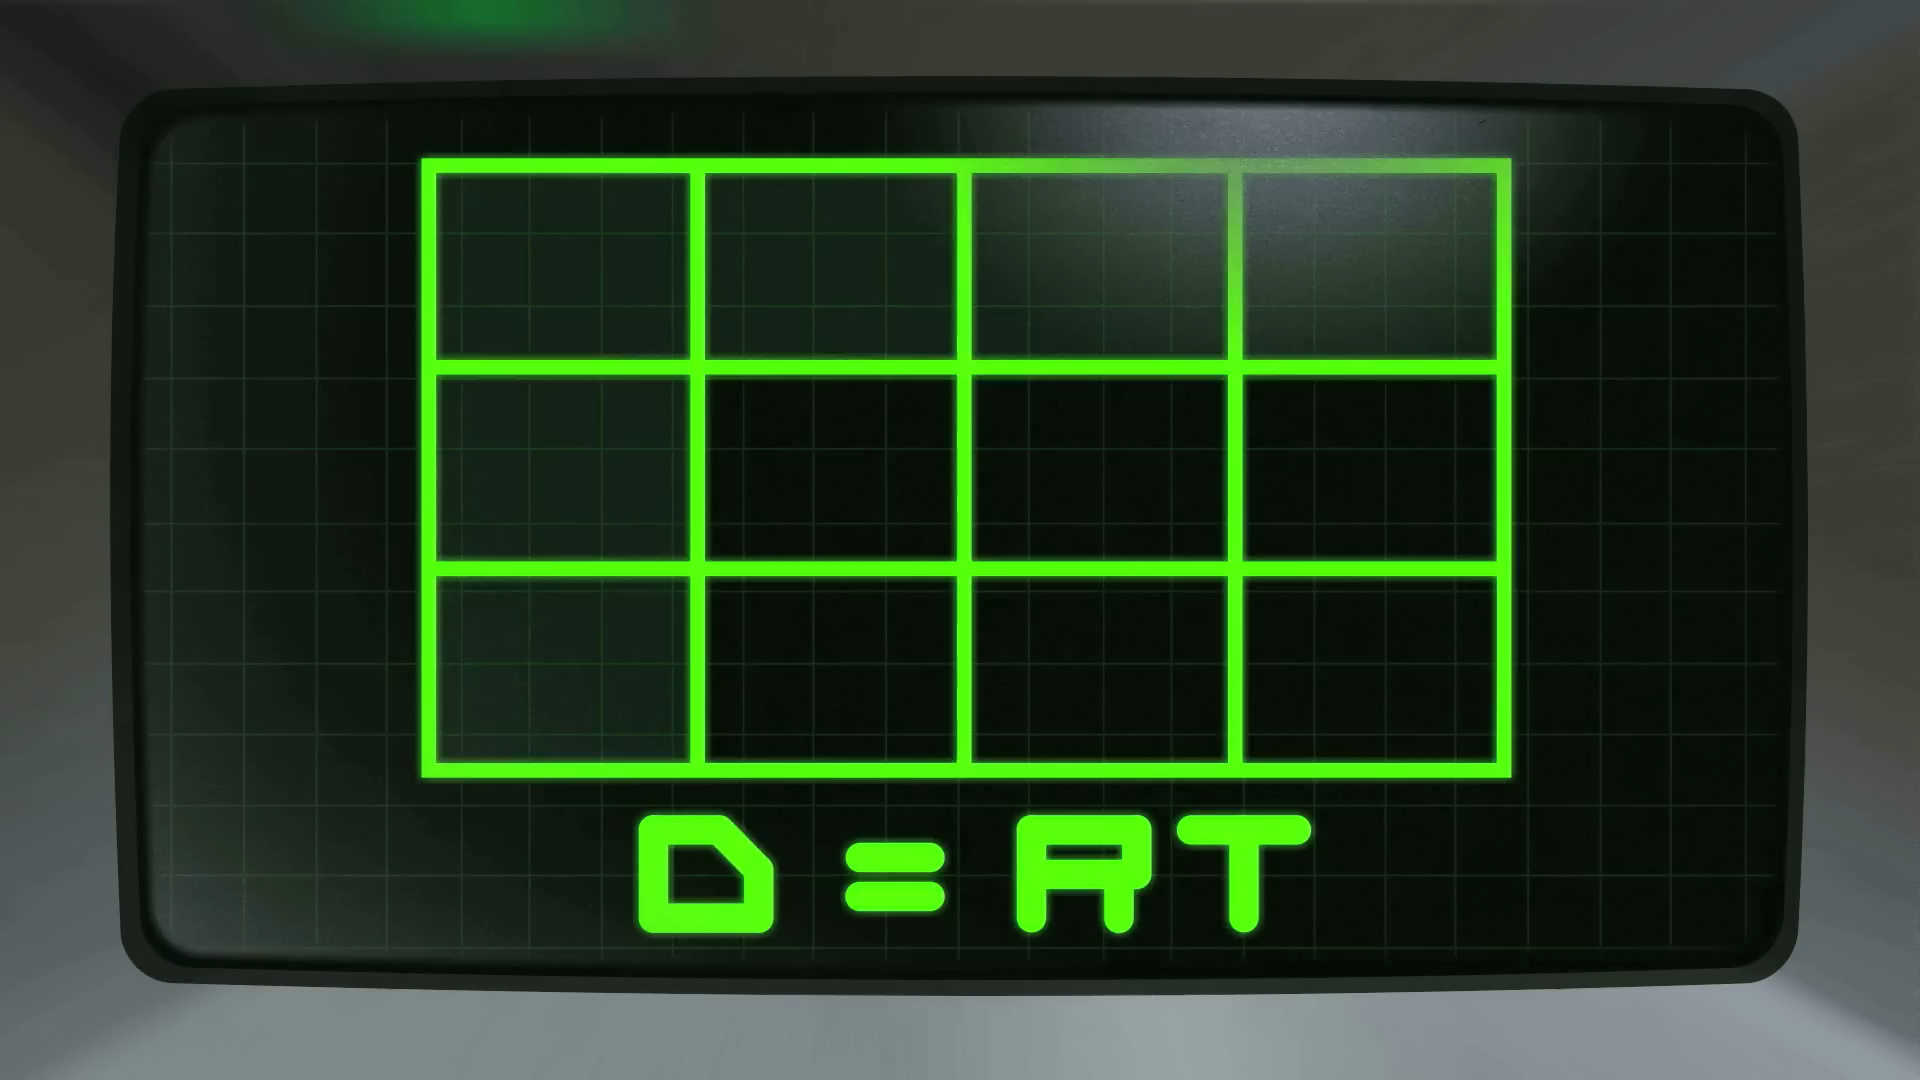 D = RT